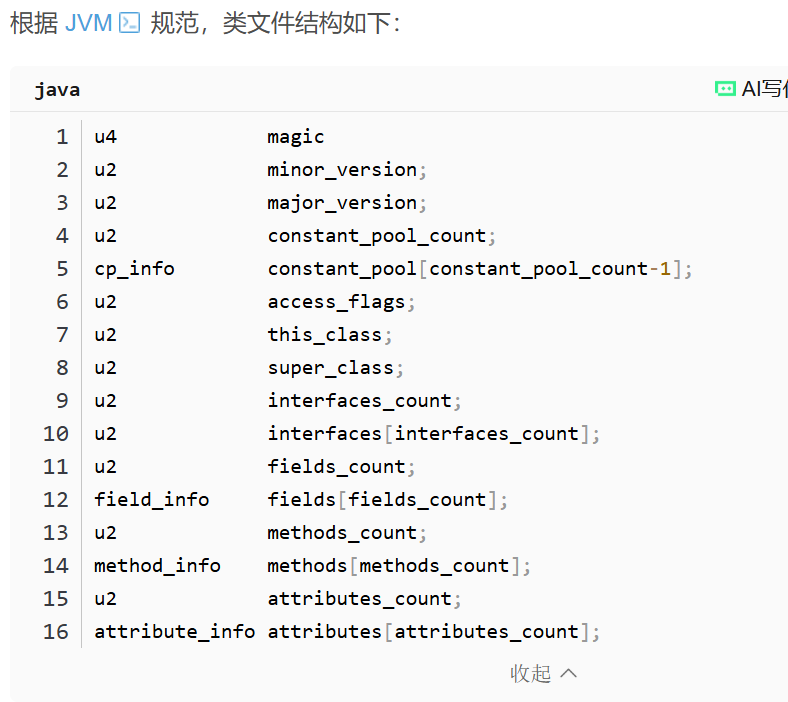 根据 JVM 规范，类文件结构如下：
java
AI写
1 u4 magic
2 u2 minor_version;
3 u2 major_version;
4 u2 constant_pool_count;
5 cp_info constant_pool[constant_pool_count-1];
6 u2 access_flags;
7 u2 this_class;
8 u2 super_class;
9 u2 interfaces_count;
10 u2 interfaces[interfaces_count];
11 u2 fields_count;
12 field_info fields[fields_count];
13 u2 methods_count;
14 method_info methods[methods_count];
15 u2 attributes_count;
16 attribute_info attributes[attributes_count];
收起